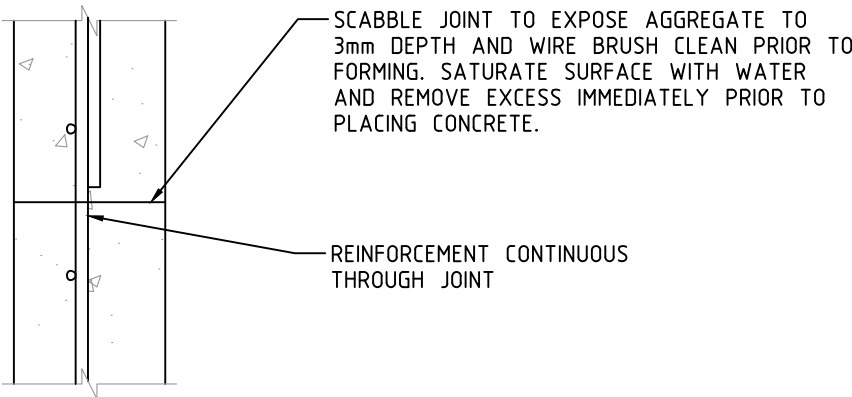 SCABBLE JOINT TO EXPOSE AGGREGATE TO
3mm DEPTH AND WIRE BRUSH CLEAN PRIOR TO
FORMING. SATURATE SURFACE WITH WATER
AND REMOVE EXCESS IMMEDIATELY PRIOR TO
PLACING CONCRETE.
REINFORCEMENT CONTINUOUS
THROUGH JOINT